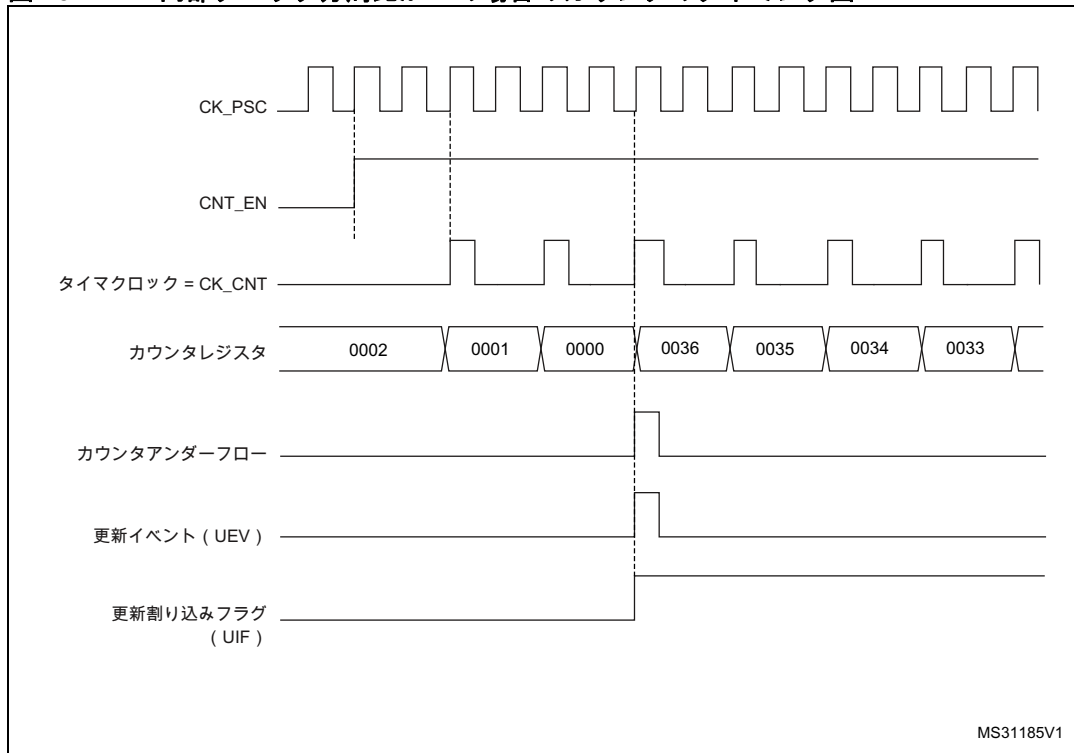 CK_PSC
CNT_EN
タイマクロック = CK_CNT
カウンタレジスタ
0002 0001 0000 0036 0035 0034 0033
カウンタアンダーフロー
更新イベント ( UEV )
更新割り込みフラグ
( UIF )
MS31185V1